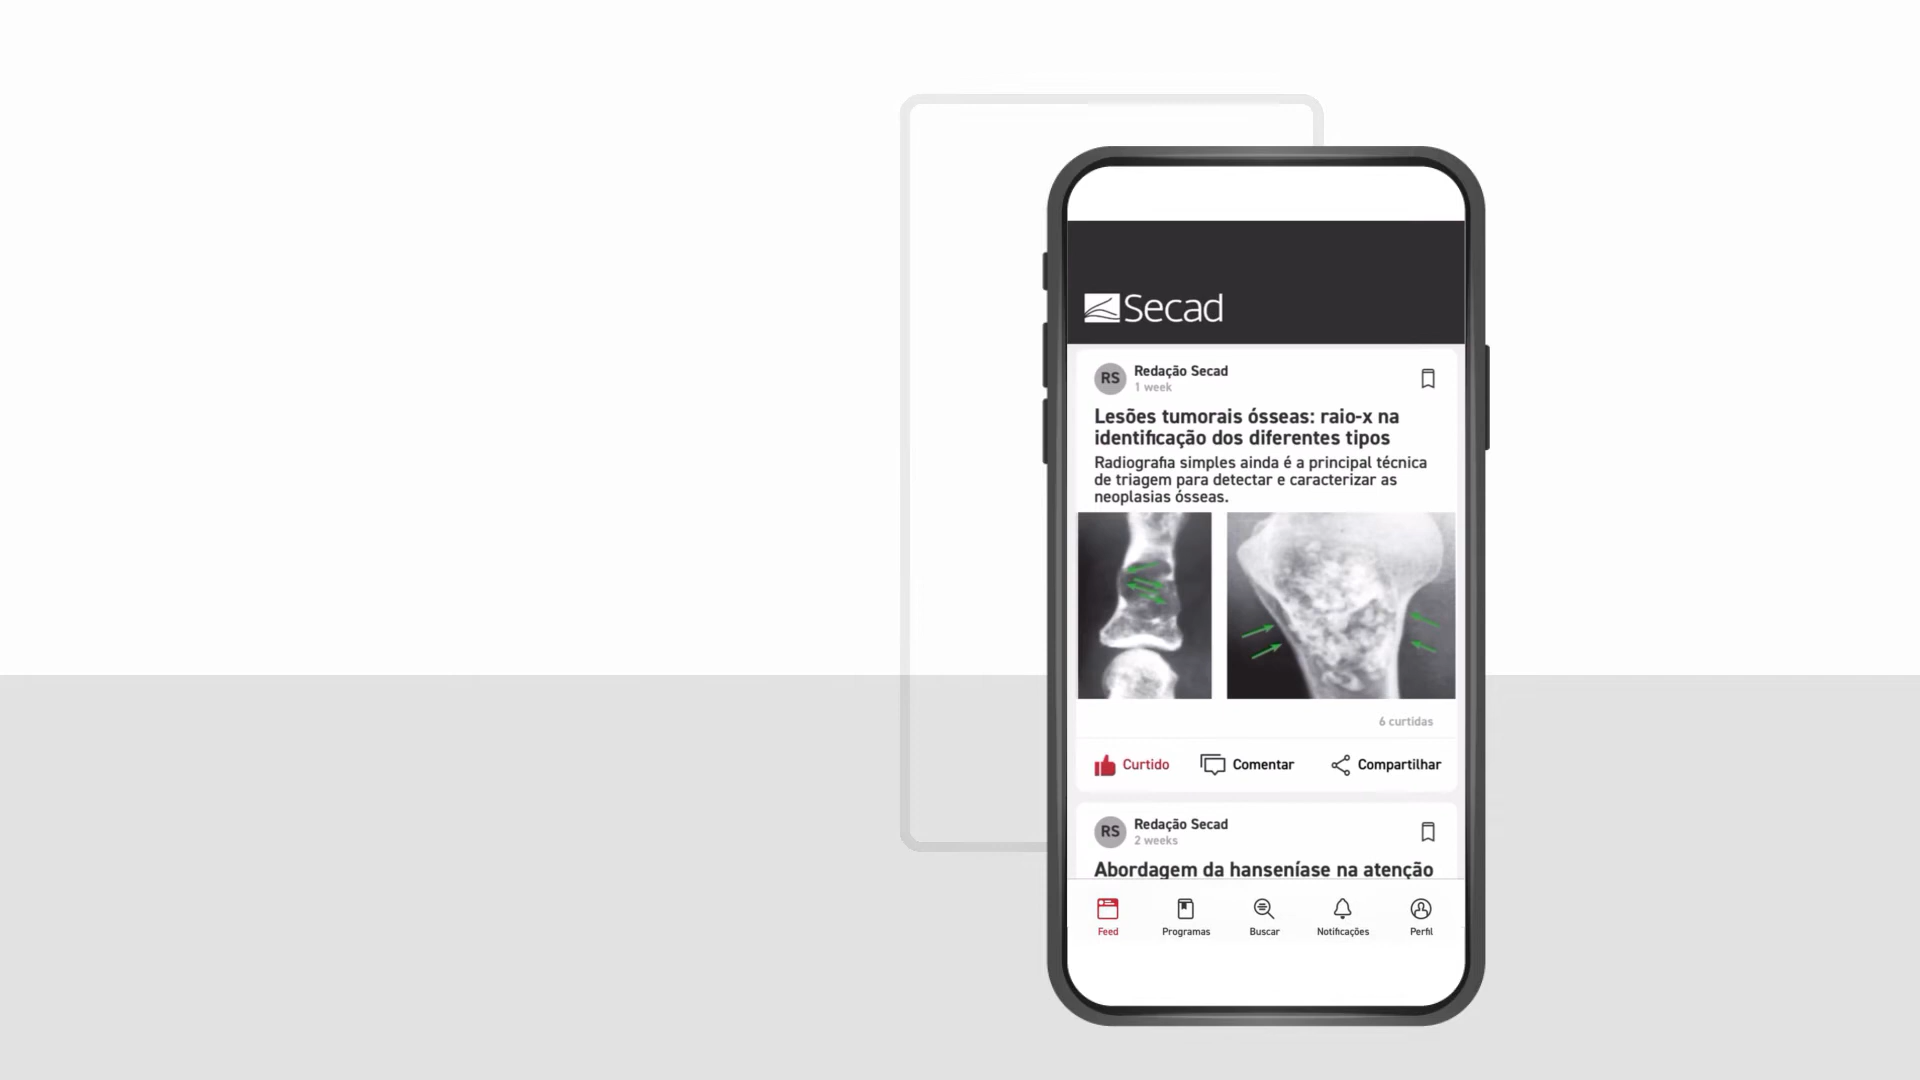 Secad
RS
Redação Secad
1 week
Lesões tumorais ósseas: raio-x na
identificação dos diferentes tipos
Radiografia simples ainda é a principal técnica
de triagem para detectar e caracterizar as
neoplasias ósseas.
6 curtidas
Curtido
Comentar
Compartilhar
RS
Redação Secad
2 weeks
Abordagem da hanseníase na atenção
Feed
Programas
Buscar
Notificações
Perfil